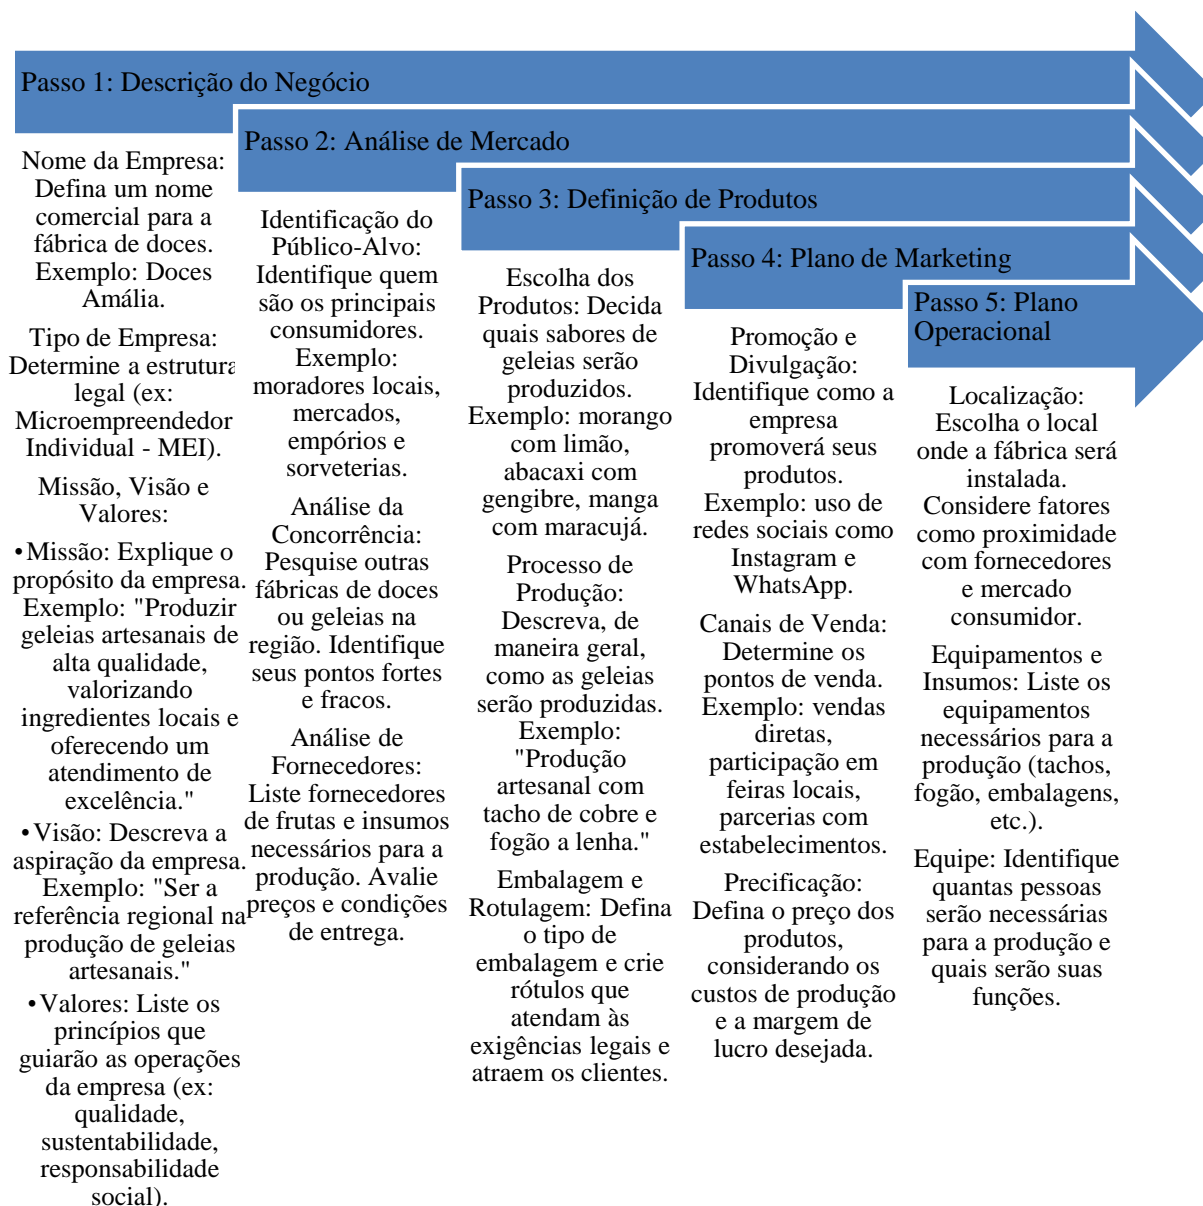 Passo 1: Descrição do Negócio
Nome da Empresa:
Defina um nome
comercial para a
fábrica de doces.
Exemplo: Doces
Amália.
Tipo de Empresa:
Determine a estrutura
legal (ex:
Microempreendedor
Individual - MEI).
Missão, Visão e
Valores:
•Missão: Explique o
propósito da empresa.
Exemplo: "Produzir
geleias artesanais de
alta qualidade,
valorizando
ingredientes locais e
oferecendo um
atendimento de
excelência."
•Visão: Descreva a
aspiração da empresa.
Exemplo: "Ser a
referência regional na
produção de geleias
artesanais."
•Valores: Liste os
princípios que
guiarão as operações
da empresa (ex:
qualidade,
sustentabilidade,
responsabilidade
social).
Passo 2: Análise de Mercado
Identificação do
Público-Alvo:
Identifique quem
são os principais
consumidores.
Exemplo:
moradores locais,
mercados,
empórios e
sorveterias.
Análise da
Concorrência:
Pesquise outras
fábricas de doces
ou geleias na
região. Identifique
seus pontos fortes
e fracos.
Análise de
Fornecedores:
Liste fornecedores
de frutas e insumos
necessários para a
produção. Avalie
preços e condições
de entrega.
Passo 3: Definição de Produtos
Escolha dos
Produtos: Decida
quais sabores de
geleias serão
produzidos.
Exemplo: morango
com limão,
abacaxi com
gengibre, manga
com maracujá.
Processo de
Produção:
Descreva, de
maneira geral,
como as geleias
serão produzidas.
Exemplo:
"Produção
artesanal com
tacho de cobre e
fogão a lenha."
Embalagem e
Rotulagem: Defina
o tipo de
embalagem e crie
rótulos que
atendam às
exigências legais e
atraem os clientes.
Passo 4: Plano de Marketing
Promoção e
Divulgação:
Identifique como a
empresa
promoverá seus
produtos.
Exemplo: uso de
redes sociais como
Instagram e
WhatsApp.
Canais de Venda:
Determine os
pontos de venda.
Exemplo: vendas
diretas,
participação em
feiras locais,
parcerias com
estabelecimentos.
Precificação:
Defina o preço dos
produtos,
considerando os
custos de produção
e a margem de
lucro desejada.
Passo 5: Plano
Operacional
Localização:
Escolha o local
onde a fábrica será
instalada.
Considere fatores
como proximidade
com fornecedores
e mercado
consumidor.
Equipamentos e
Insumos: Liste os
equipamentos
necessários para a
produção (tachos,
fogão, embalagens,
etc.).
Equipe: Identifique
quantas pessoas
serão necessárias
para a produção e
quais serão suas
funções.